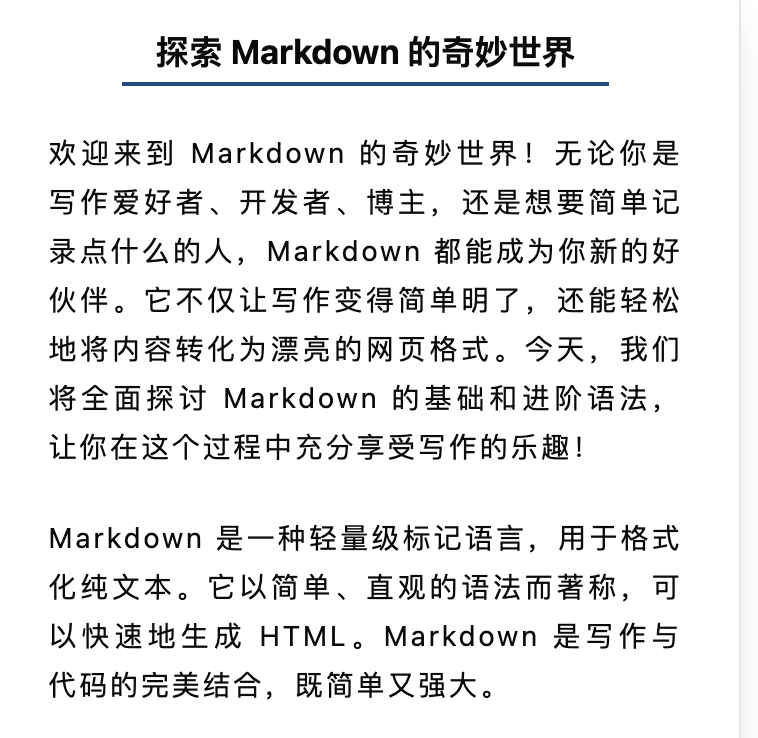 探索 Markdown 的奇妙世界
欢迎来到 Markdown 的奇妙世界！无论你是
写作爱好者、开发者、博主，还是想要简单记
录点什么的人，Markdown 都能成为你新的好
伙伴。它不仅让写作变得简单明了，还能轻松
地将内容转化为漂亮的网页格式。今天，我们
将全面探讨 Markdown 的基础和进阶语法，
让你在这个过程中充分享受写作的乐趣！
Markdown 是一种轻量级标记语言，用于格式
化纯文本。它以简单、直观的语法而著称，可
以快速地生成 HTML。Markdown 是写作与
代码的完美结合，既简单又强大。